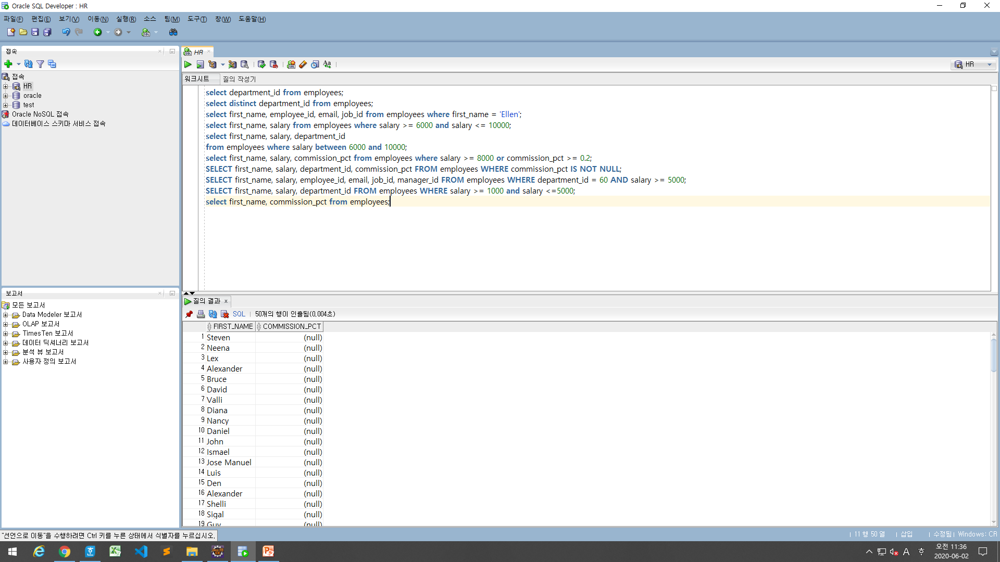 Oracle SQL Developer : HR
파일(F) 편집(E) 보기(V) 이동(N) 실행(R) 소스 팀(M) 도구(T) 창(W) 도움말(H)
접속
접속
HR
oracle
test
Oracle NoSQL 접속
데이터베이스 스키마 서비스 접속
보고서
모든 보고서
Data Modeler 보고서
OLAP 보고서
TimesTen 보고서
데이터 딕셔너리 보고서
분석 뷰 보고서
사용자 정의 보고서
HR
HR
워크시트 질의 작성기
select department_id from employees;
select distinct department_id from employees;
select first_name, employee_id, email, job_id from employees where first_name = 'Ellen';
select first_name, salary from employees where salary >= 6000 and salary <= 10000;
select first_name, salary, department_id
from employees where salary between 6000 and 10000;
select first_name, salary, commission_pct from employees where salary >= 8000 or commission_pct >= 0.2;
SELECT first_name, salary, department_id, commission_pct FROM employees WHERE commission_pct IS NOT NULL;
SELECT first_name, salary, employee_id, email, job_id, manager_id FROM employees WHERE department_id = 60 AND salary >= 5000;
SELECT first_name, salary, department_id FROM employees WHERE salary >= 1000 and salary <=5000;
select first_name, commission_pct from employees;
질의 결과
SQL 50개의 행이 인출됨(0,004초)
FIRST_NAME COMMISSION_PCT
1 Steven (null)
2 Neena (null)
3 Lex (null)
4 Alexander (null)
5 Bruce (null)
6 David (null)
7 Valli (null)
8 Diana (null)
9 Nancy (null)
10 Daniel (null)
11 John (null)
12 Ismael (null)
13 Jose Manuel (null)
14 Luis (null)
15 Den (null)
16 Alexander (null)
17 Shelli (null)
18 Sigal (null)
19 Guy (null)
"선언으로 이동"을 수행하려면 Ctrl 키를 누른 상태에서 식별자를 누르십시오.
11 행 50 열 삽입 수정됨 Windows: CR
A 한
오전 11:36
2020-06-02